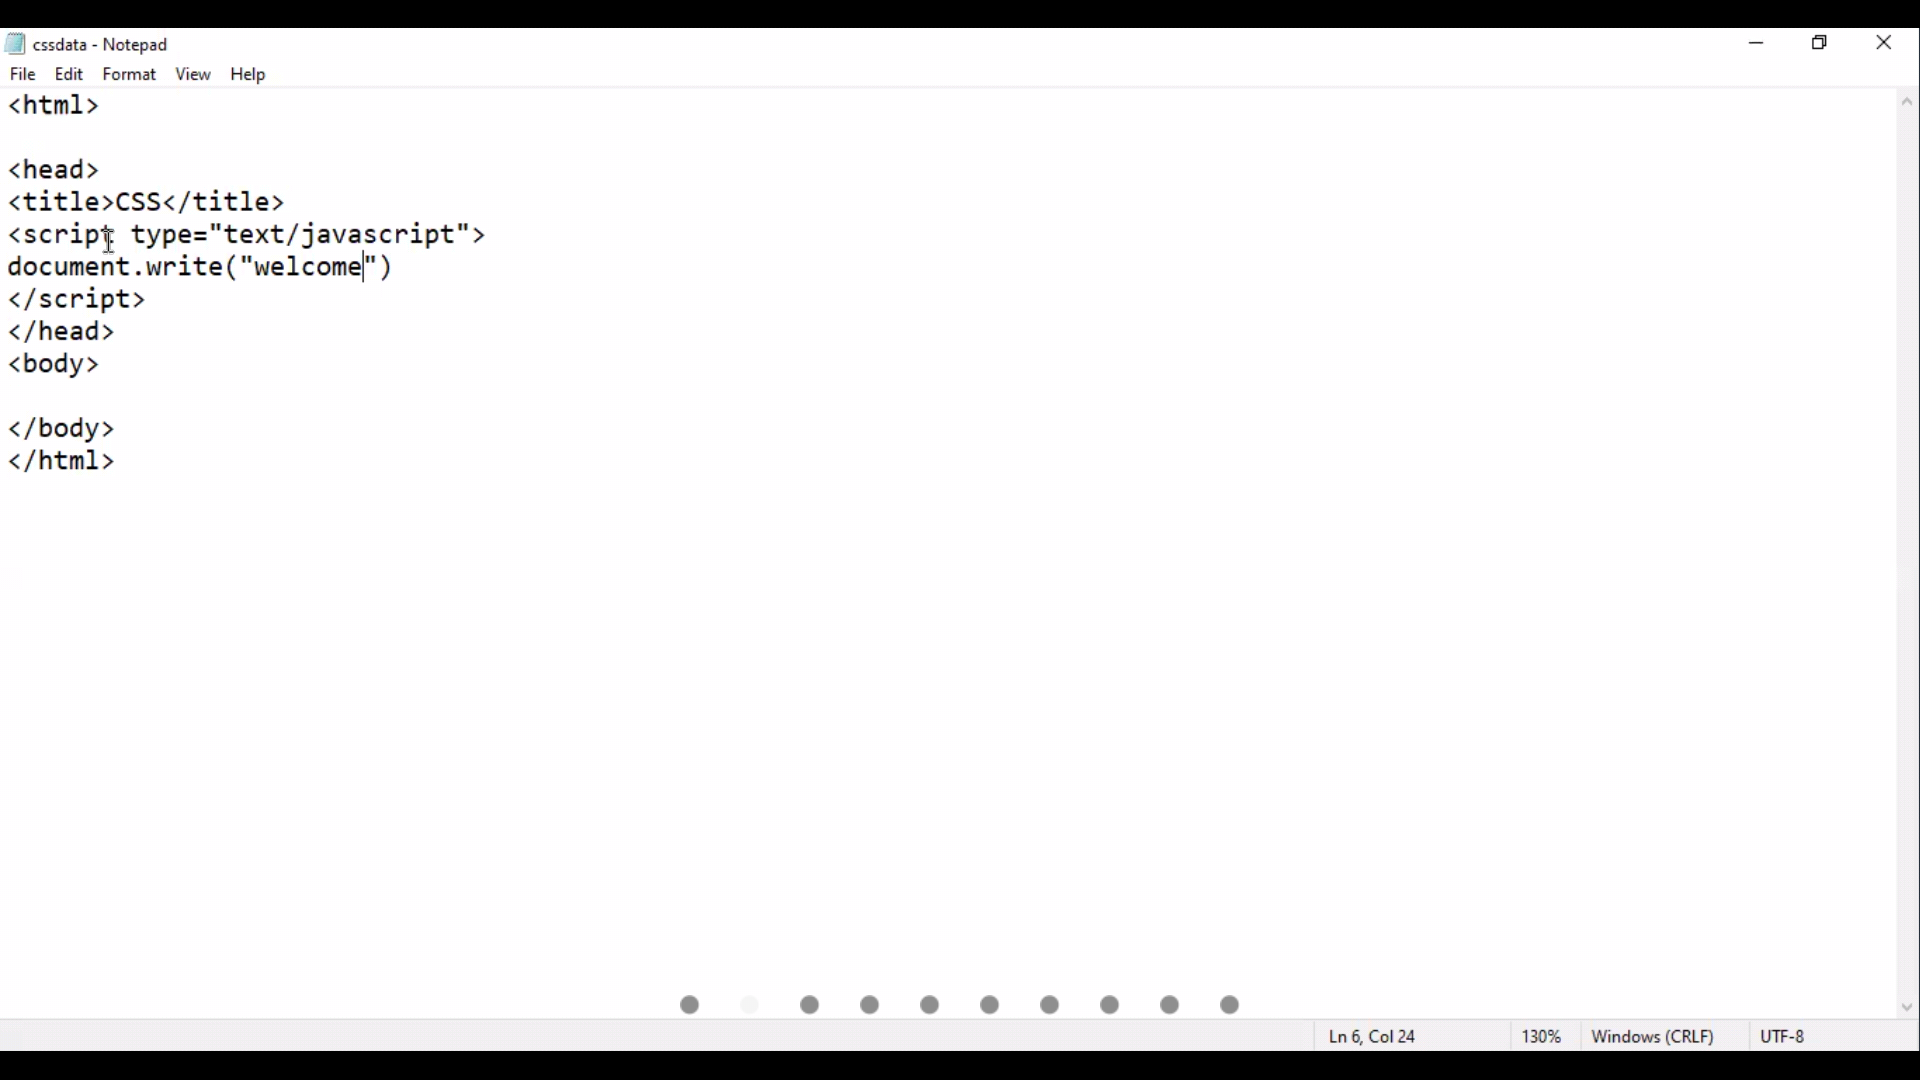 cssdata - Notepad
File Edit Format View Help
<html>
<head>
<title>CSS</title>
<script type="text/javascript">
document.write("welcome")
</script>
</head>
<body>
</body>
</html>
Ln 6, Col 24 130% Windows (CRLF) UTF-8